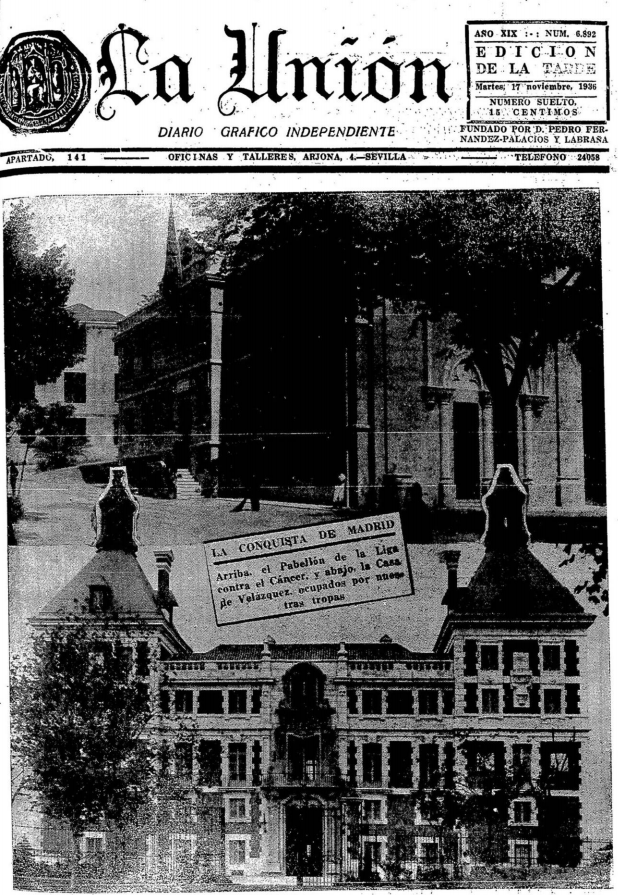 La Unión
DIARIO GRAFICO INDEPENDIENTE
AÑO XIX :-: NUM. 6.892
EDICION
DE LA TARDE
Martes, 17 noviembre, 1936
NUMERO SUELTO,
15 CENTIMOS
FUNDADO POR D. PEDRO FER-
NANDEZ-PALACIOS Y LABRAÑA
APARTADO, 141 —— OFICINAS Y TALLERES, ARJONA, 4.—SEVILLA —— TELEFONO 24058
LA CONQUISTA DE MADRID
Arriba, el Pabellón de la Liga
contra el Cáncer, y abajo, la Casa
de Velázquez, ocupados por nues-
tras tropas